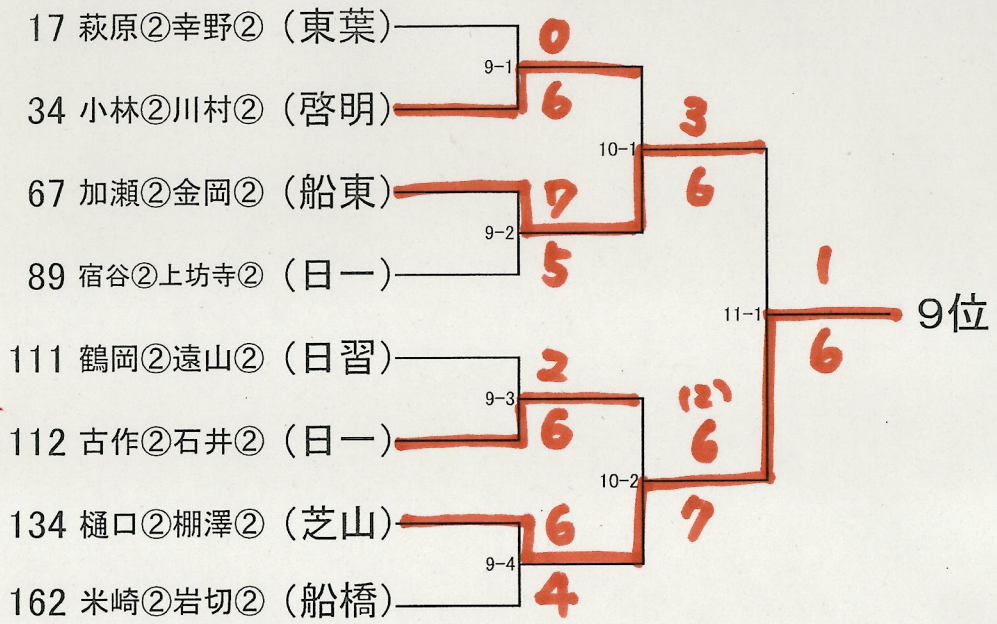 17 萩原②幸野② (東葉)
0
9-1
6
34 小林②川村② (啓明)
3
10-1
6
67 加瀬②金岡② (船東)
7
9-2
5
89 宿谷②上坊寺② (日一)
1
11-1
9位
6
111 鶴岡②遠山② (日習)
2
9-3
6
112 古作②石井② (日一)
(2)
6
10-2
7
134 樋口②棚澤② (芝山)
6
9-4
4
162 米崎②岩切② (船橋)